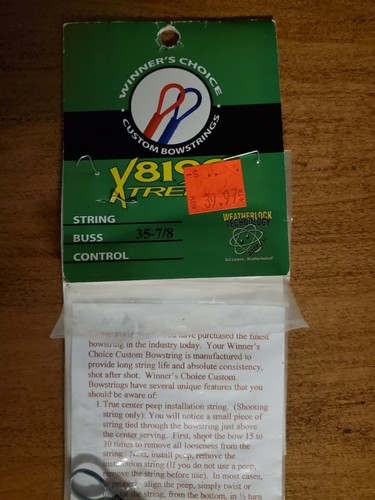 WINNER'S CHOICE
CUSTOM BOWSTRINGS
39.97
WEATHERLOCK
TECHNOLOGY
STRING
BUSS 35-7/8
CONTROL
have purchased the finest
bowstring in the industry today. Your Winner's
Choice Custom Bowstring is manufactured to
provide long string life and absolute consistency,
shot after shot. Winner's Choice Custom
Bowstrings have several unique features that you
should be aware of:
1. True center peep installation string. (Shooting
string only): You will notice a small piece of
string tied through the bowstring just above
the center serving. First, shoot the bow 15 to
30 times to remove all looseness from the
string. Next, install peep, remove the
installation string (If you do not use a peep,
remove the string before use). In most cases,
align the peep, simply twist or
the string, from the bottom, in ½ turn